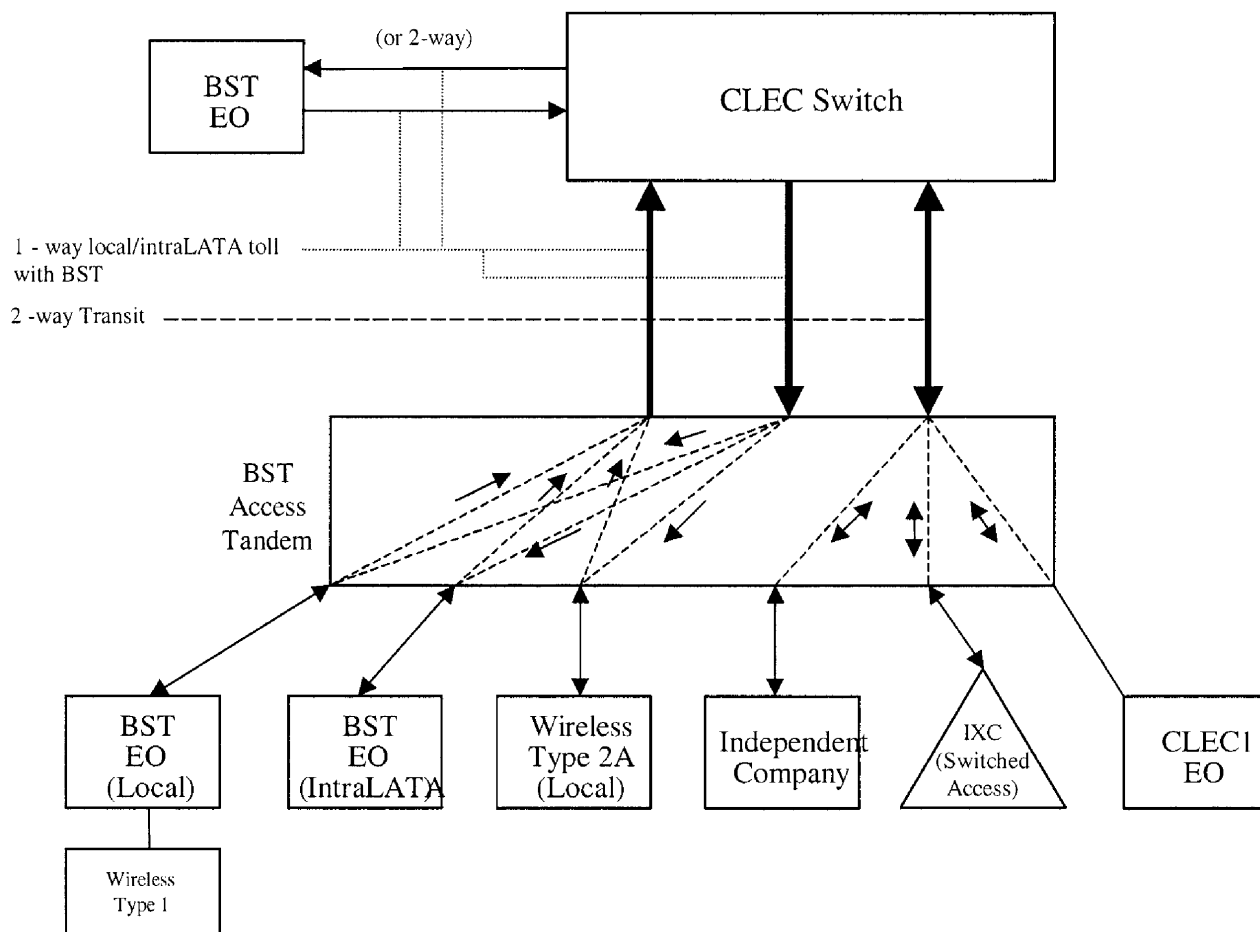 (or 2-way)
BST
EO
CLEC Switch
1 - way local/intraLATA toll
with BST
2 -way Transit
BST
Access
Tandem
BST
EO
(Local)
BST
EO
(IntraLATA)A
Wireless
Type 2A
(Local)
Independent
Company
IXC
(Switched
Access)
CLEC1
EO
Wireless
Type 1